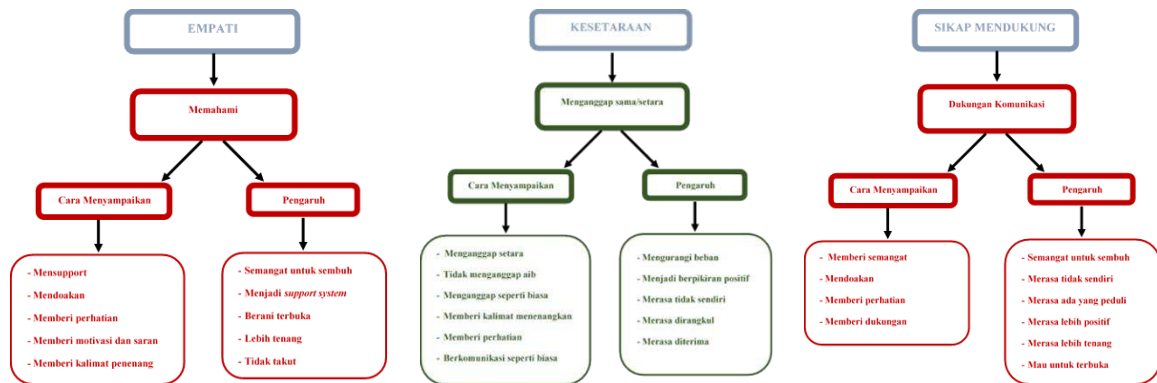 EMPATI
Memahami
Cara Menyampaikan
Pengaruh
- Mensupport
- Mendoakan
- Memberi perhatian
- Memberi motivasi dan saran
- Memberi kalimat penenang
- Semangat untuk sembuh
- Menjadi support system
- Berani terbuka
- Lebih tenang
- Tidak takut
KESETARAAN
Menganggap sama/setara
Cara Menyampaikan
Pengaruh
- Menganggap setara
- Tidak menganggap aib
- Menganggap seperti biasa
- Memberi kalimat menenangkan
- Memberi perhatian
- Berkomunikasi seperti biasa
- Mengurangi beban
- Menjadi berpikiran positif
- Merasa tidak sendiri
- Merasa dirangkul
- Merasa diterima
SIKAP MENDUKUNG
Dukungan Komunikasi
Cara Menyampaikan
Pengaruh
- Memberi semangat
- Mendoakan
- Memberi perhatian
- Memberi dukungan
- Semangat untuk sembuh
- Merasa tidak sendiri
- Merasa ada yang peduli
- Merasa lebih positif
- Merasa lebih tenang
- Mau untuk terbuka